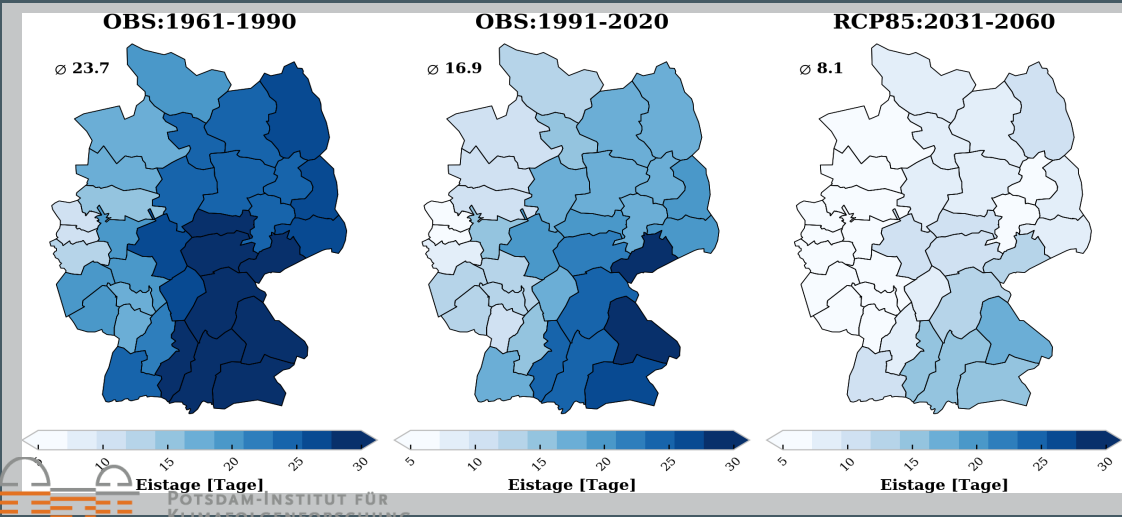 OBS:1961-1990
OBS:1991-2020
RCP85:2031-2060
∅ 23.7
∅ 16.9
∅ 8.1
5 10 15 20 25 30
5 10 15 20 25 30
5 10 15 20 25 30
Eistage [Tage]
Eistage [Tage]
Eistage [Tage]
POTSDAM-INSTITUT FÜR
KLIMAFOLGENFORSCHUNG